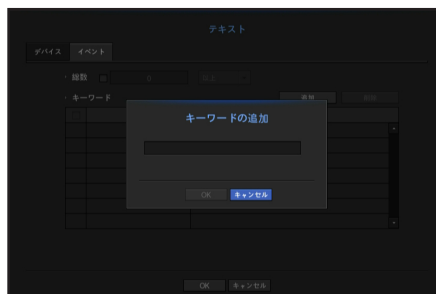 テキスト
デバイス イベント
・総数 0
・キーワード 追加
キーワードの追加
OK キャンセル
OK キャンセル